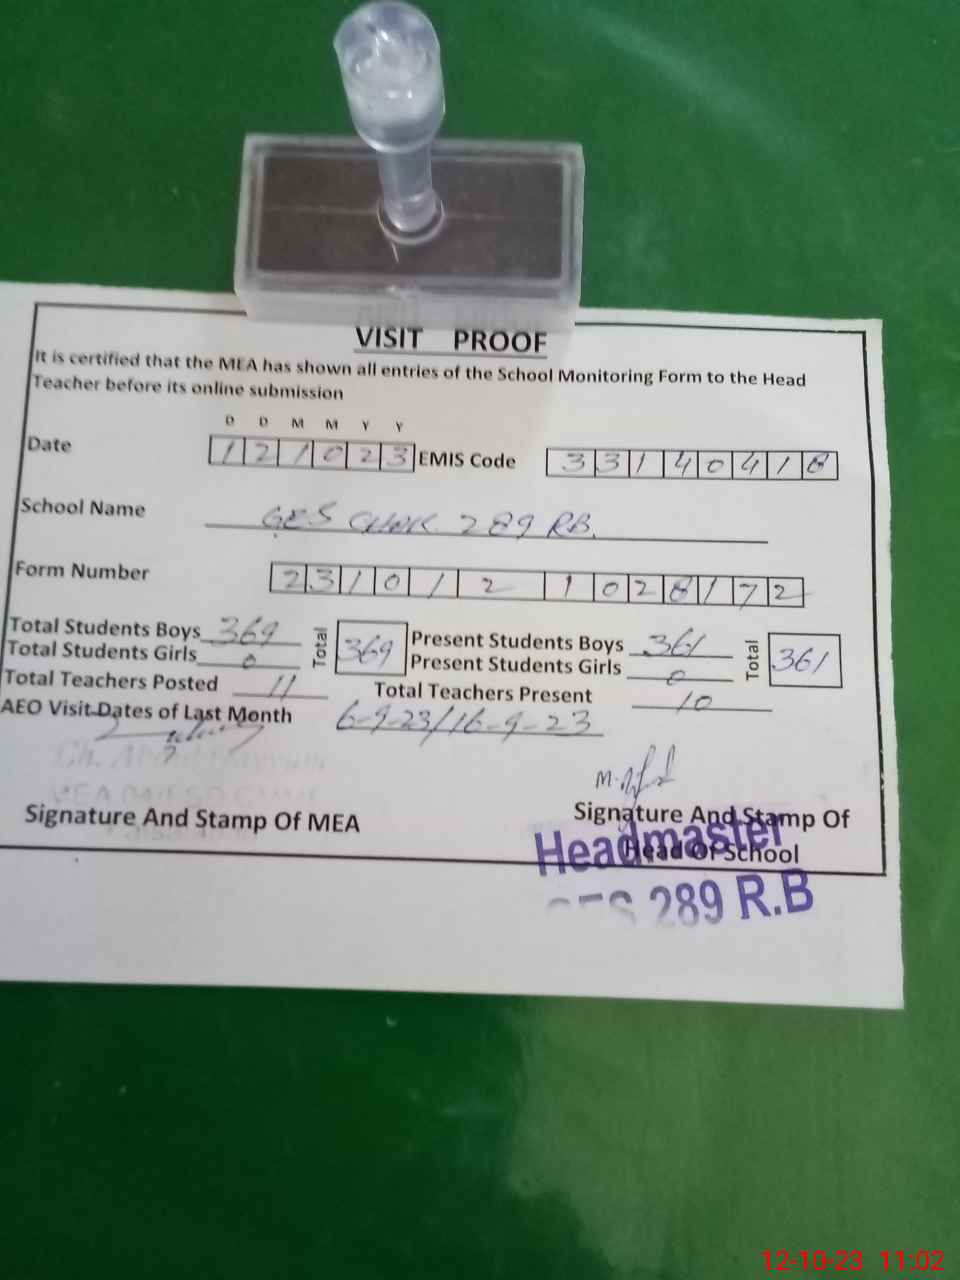 VISIT PROOF
It is certified that the MEA has shown all entries of the School Monitoring Form to the Head
Teacher before its online submission
D D M M Y Y
Date 1 2 1 0 2 3 EMIS Code 3 3 1 4 0 4 1 8
School Name GES CHAK 289 RB.
Form Number 2 3 1 0 1 2 1 0 2 8 1 7 2
Total Students Boys 369 Total 369 Present Students Boys 361 Total 361
Total Students Girls 0 Present Students Girls 0
Total Teachers Posted 11 Total Teachers Present 10
AEO Visit Dates of Last Month 6-9-23/16-9-23
Signature And Stamp Of MEA
Signature And Stamp Of
Head Of School
Headmaster
GES 289 R.B
12-10-23 11:02